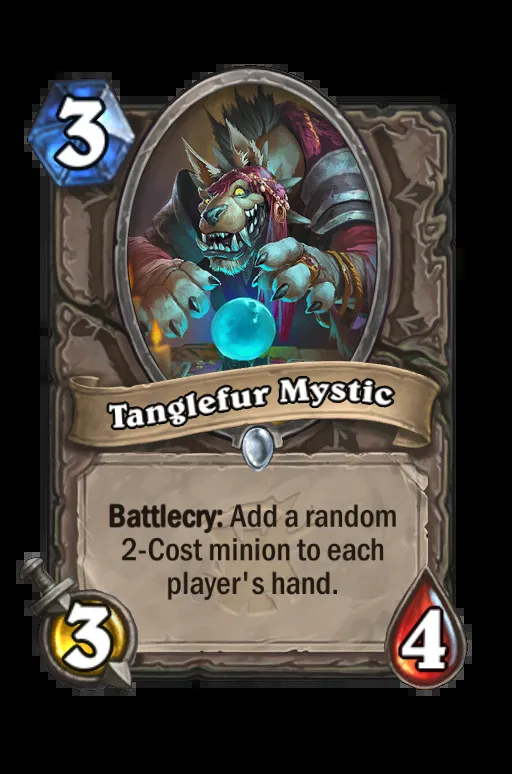 3
Tanglefur Mystic
Battlecry: Add a random
2-Cost minion to each
player's hand.
3
4